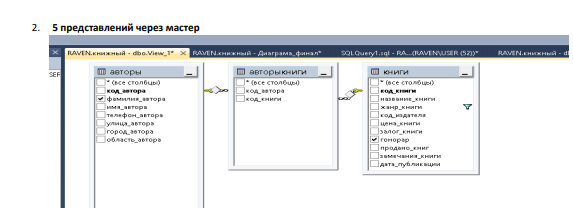 2. 5 представлений через мастер
RAVEN.книжный - dbo.View_1* × RAVEN.книжный - Диаграмма_финал* SQLQuery1.sql - RA...(RAVEN\USER (52))* RAVEN.книжный - d
SER
авторы
* (все столбцы)
код_автора
фамилия_автора
имя_автора
телефон_автора
улица_автора
город_автора
область_автора
авторыкниги
* (все столбцы)
код_автора
код_книги
книги
* (все столбцы)
код_книги
название_книги
жанр_книги
код_издателя
цена_книги
залог_книги
гонорар
продано_книг
замечания_книги
дата_публикации